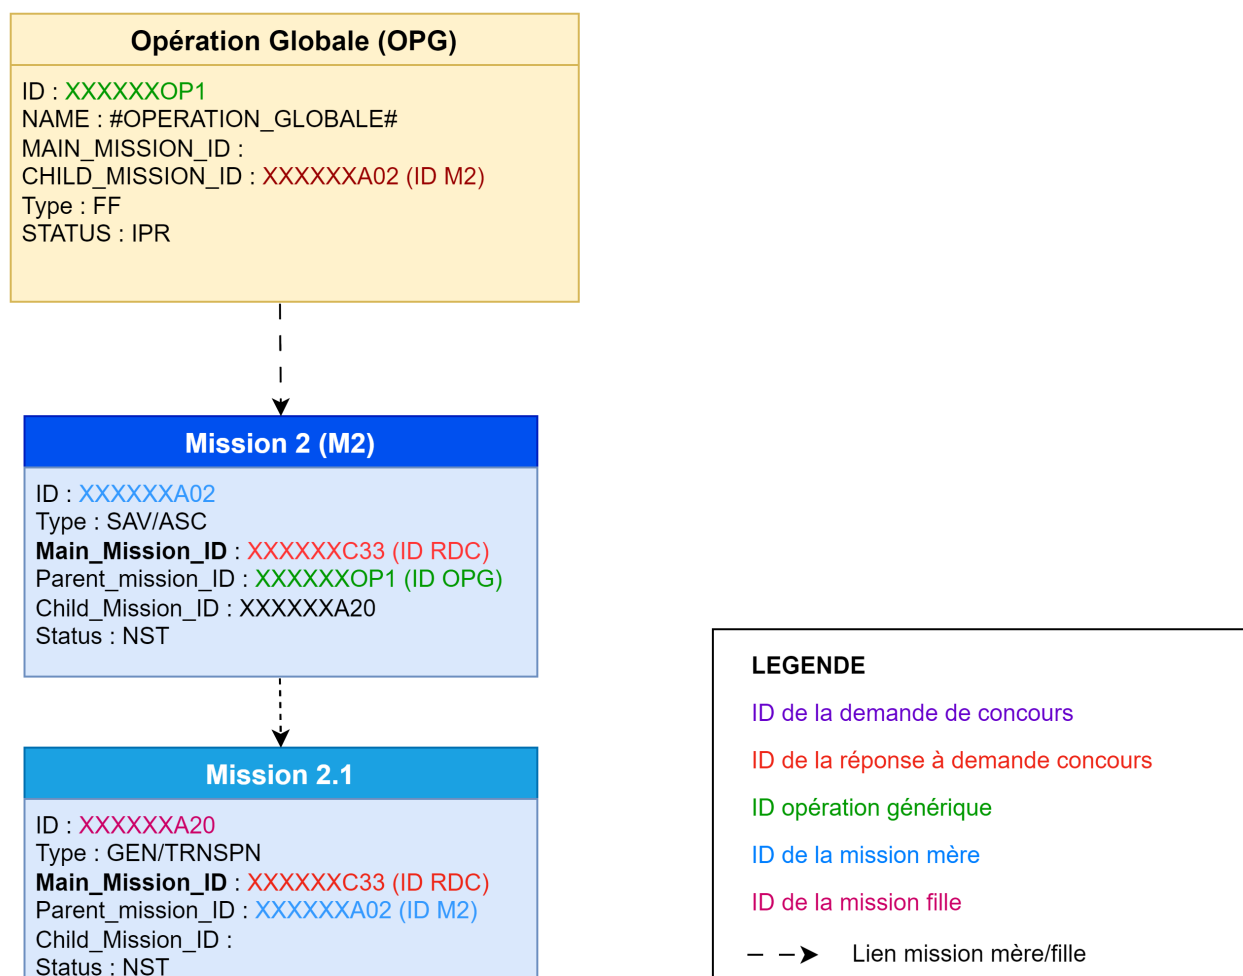 Opération Globale (OPG)
ID : XXXXXXOP1
NAME : #OPERATION_GLOBALE#
MAIN_MISSION_ID :
CHILD_MISSION_ID : XXXXXXA02 (ID M2)
Type : FF
STATUS : IPR
Mission 2 (M2)
ID : XXXXXXA02
Type : SAV/ASC
Main_Mission_ID : XXXXXXC33 (ID RDC)
Parent_mission_ID : XXXXXXOP1 (ID OPG)
Child_Mission_ID : XXXXXXA20
Status : NST
Mission 2.1
ID : XXXXXXA20
Type : GEN/TRNSPN
Main_Mission_ID : XXXXXXC33 (ID RDC)
Parent_mission_ID : XXXXXXA02 (ID M2)
Child_Mission_ID :
Status : NST
LEGENDE
ID de la demande de concours
ID de la réponse à demande concours
ID opération générique
ID de la mission mère
ID de la mission fille
Lien mission mère/fille